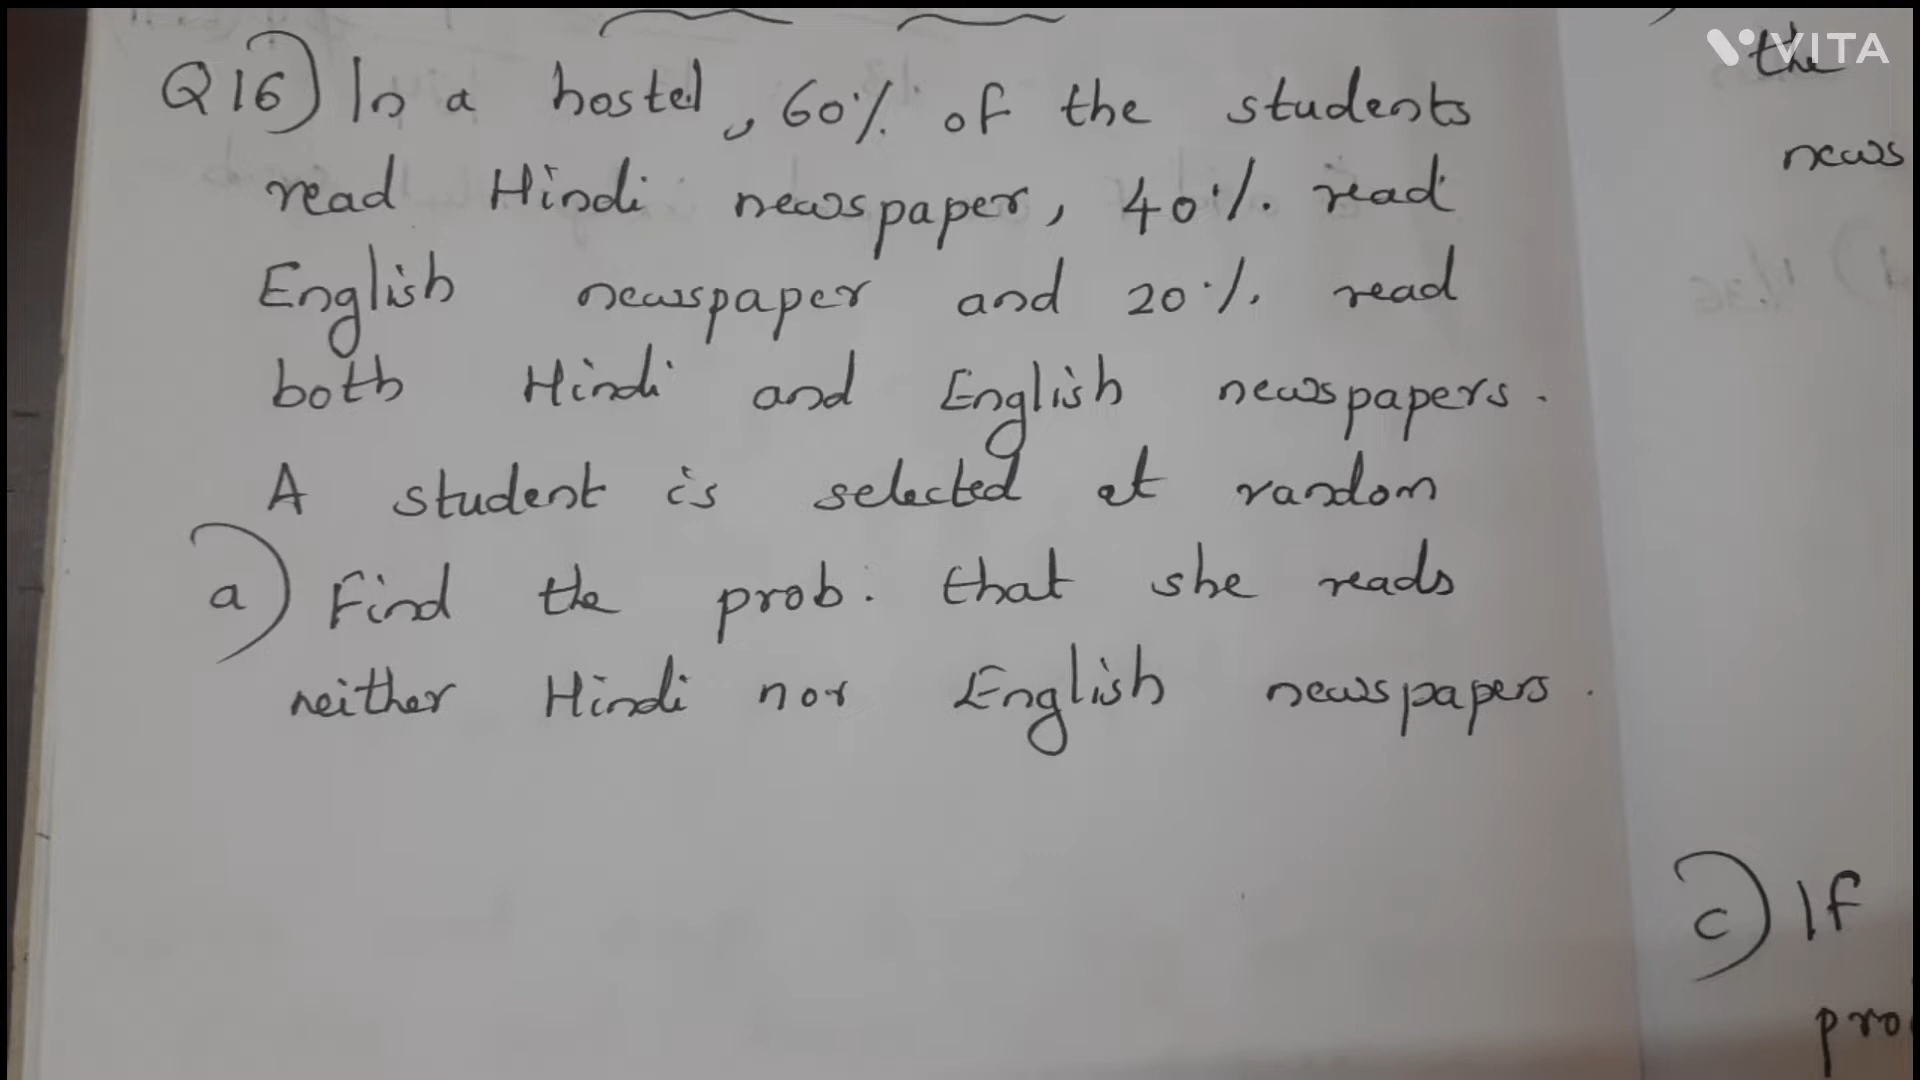 Q16) In a hostel, 60% of the students
read Hindi newspaper, 40% read
English newspaper and 20% read
both Hindi and English newspapers.
A student is selected at random
a) Find the prob. that she reads
neither Hindi nor English newspapers.
VITA
the
news
c) If
pro